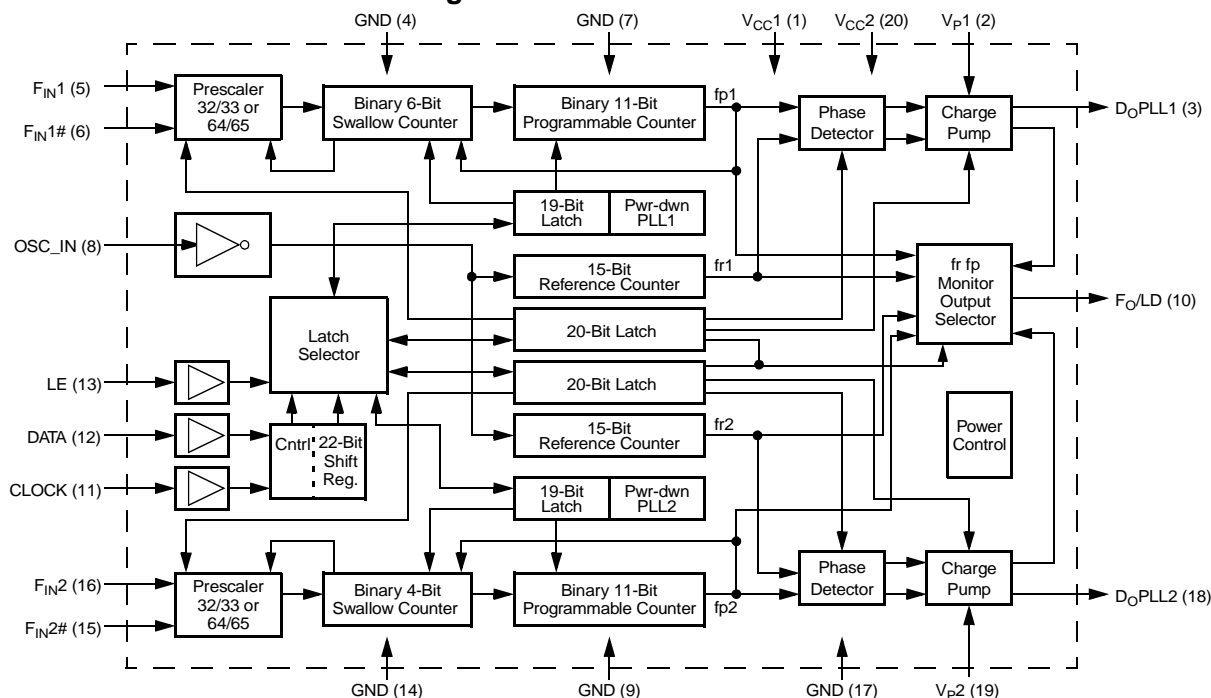 GND (4)
GND (7)
VCC1 (1)
VCC2 (20)
VP1 (2)
FIN1 (5)
FIN1# (6)
Prescaler
32/33 or
64/65
Binary 6-Bit
Swallow Counter
Binary 11-Bit
Programmable Counter
fp1
Phase
Detector
Charge
Pump
DOPLL1 (3)
19-Bit
Latch
Pwr-dwn
PLL1
OSC_IN (8)
15-Bit
Reference Counter
fr1
fr fp
Monitor
Output
Selector
FO/LD (10)
Latch
Selector
20-Bit Latch
20-Bit Latch
LE (13)
DATA (12)
CLOCK (11)
Cntrl
22-Bit
Shift
Reg.
15-Bit
Reference Counter
fr2
Power
Control
19-Bit
Latch
Pwr-dwn
PLL2
FIN2 (16)
FIN2# (15)
Prescaler
32/33 or
64/65
Binary 4-Bit
Swallow Counter
Binary 11-Bit
Programmable Counter
fp2
Phase
Detector
Charge
Pump
DOPLL2 (18)
GND (14)
GND (9)
GND (17)
VP2 (19)